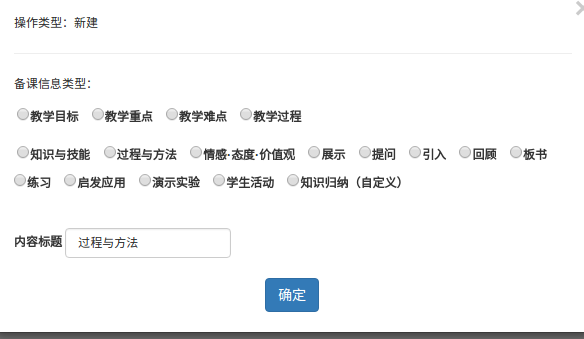 操作类型：新建
备课信息类型：
教学目标 教学重点 教学难点 教学过程
知识与技能 过程与方法 情感·态度·价值观 展示 提问 引入 回顾 板书
练习 启发应用 演示实验 学生活动 知识归纳（自定义）
内容标题 过程与方法
确定